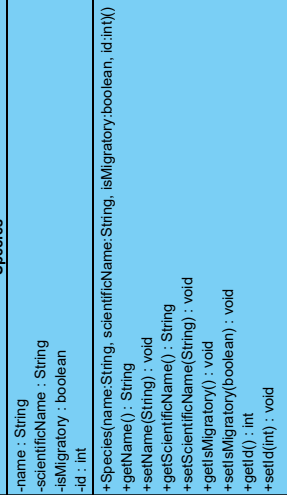 Species
-name : String
-scientificName : String
-isMigratory : boolean
-id : int
+Species(name:String, scientificName:String, isMigratory:boolean, id:int)()
+getName() : String
+setName(String) : void
+getScientificName() : String
+setScientificName(String) : void
+getIsMigratory() : void
+setIsMigratory(boolean) : void
+getId() : int
+setId(int) : void